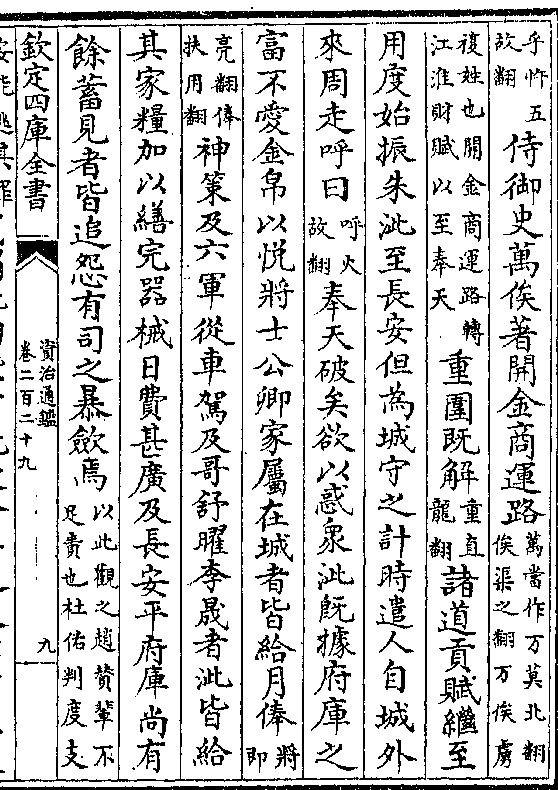 乎忤五故翻侍御史萬俟著開金商運路萬當作万莫北翻俟渠之翻万俟虜
複姓也開金商運路轉江淮財賦以至奉天重圍既解重直龍翻諸道貢賦繼至
用度始振朱泚至長安但為城守之計時遣人自城外
來周走呼曰呼火故翻奉天破矣欲以惑衆泚既據府庫之
富不愛金帛以悅將士公卿家屬在城者皆給月俸將即
亮翻俸扶用翻神策及六軍從車駕及哥舒曜李晟者泚皆給
其家糧加以繕完器械日費甚廣及長安平府庫尚有
餘蓄見者皆追怨有司之暴斂焉以此觀之趙贊輩不足責也杜佑判度支
欽定四庫全書
資治通鑑
卷二百二十九
九